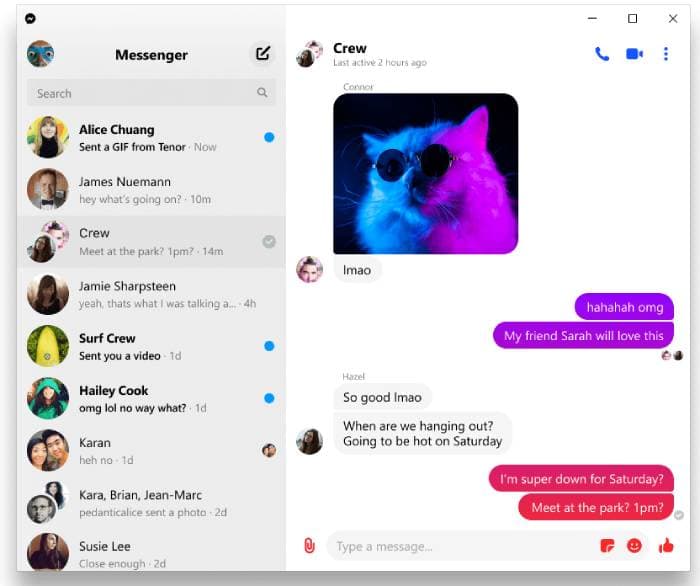 Messenger
Search
Alice Chuang
Sent a GIF from Tenor · Now
James Nuemann
hey what's going on? · 10m
Crew
Meet at the park? 1pm? · 14m
Jamie Sharpsteen
yeah, thats what I was talking a... · 4h
Surf Crew
Sent you a video · 1d
Hailey Cook
omg lol no way what? · 1d
Karan
heh no · 1d
Kara, Brian, Jean-Marc
pedanticalice sent a photo · 2d
Susie Lee
Close enough · 2d
Crew
Last active 2 hours ago
Connor
lmao
hahahah omg
My friend Sarah will love this
Hazel
So good lmao
When are we hanging out?
Going to be hot on Saturday
I'm super down for Saturday?
Meet at the park? 1pm?
Type a message...